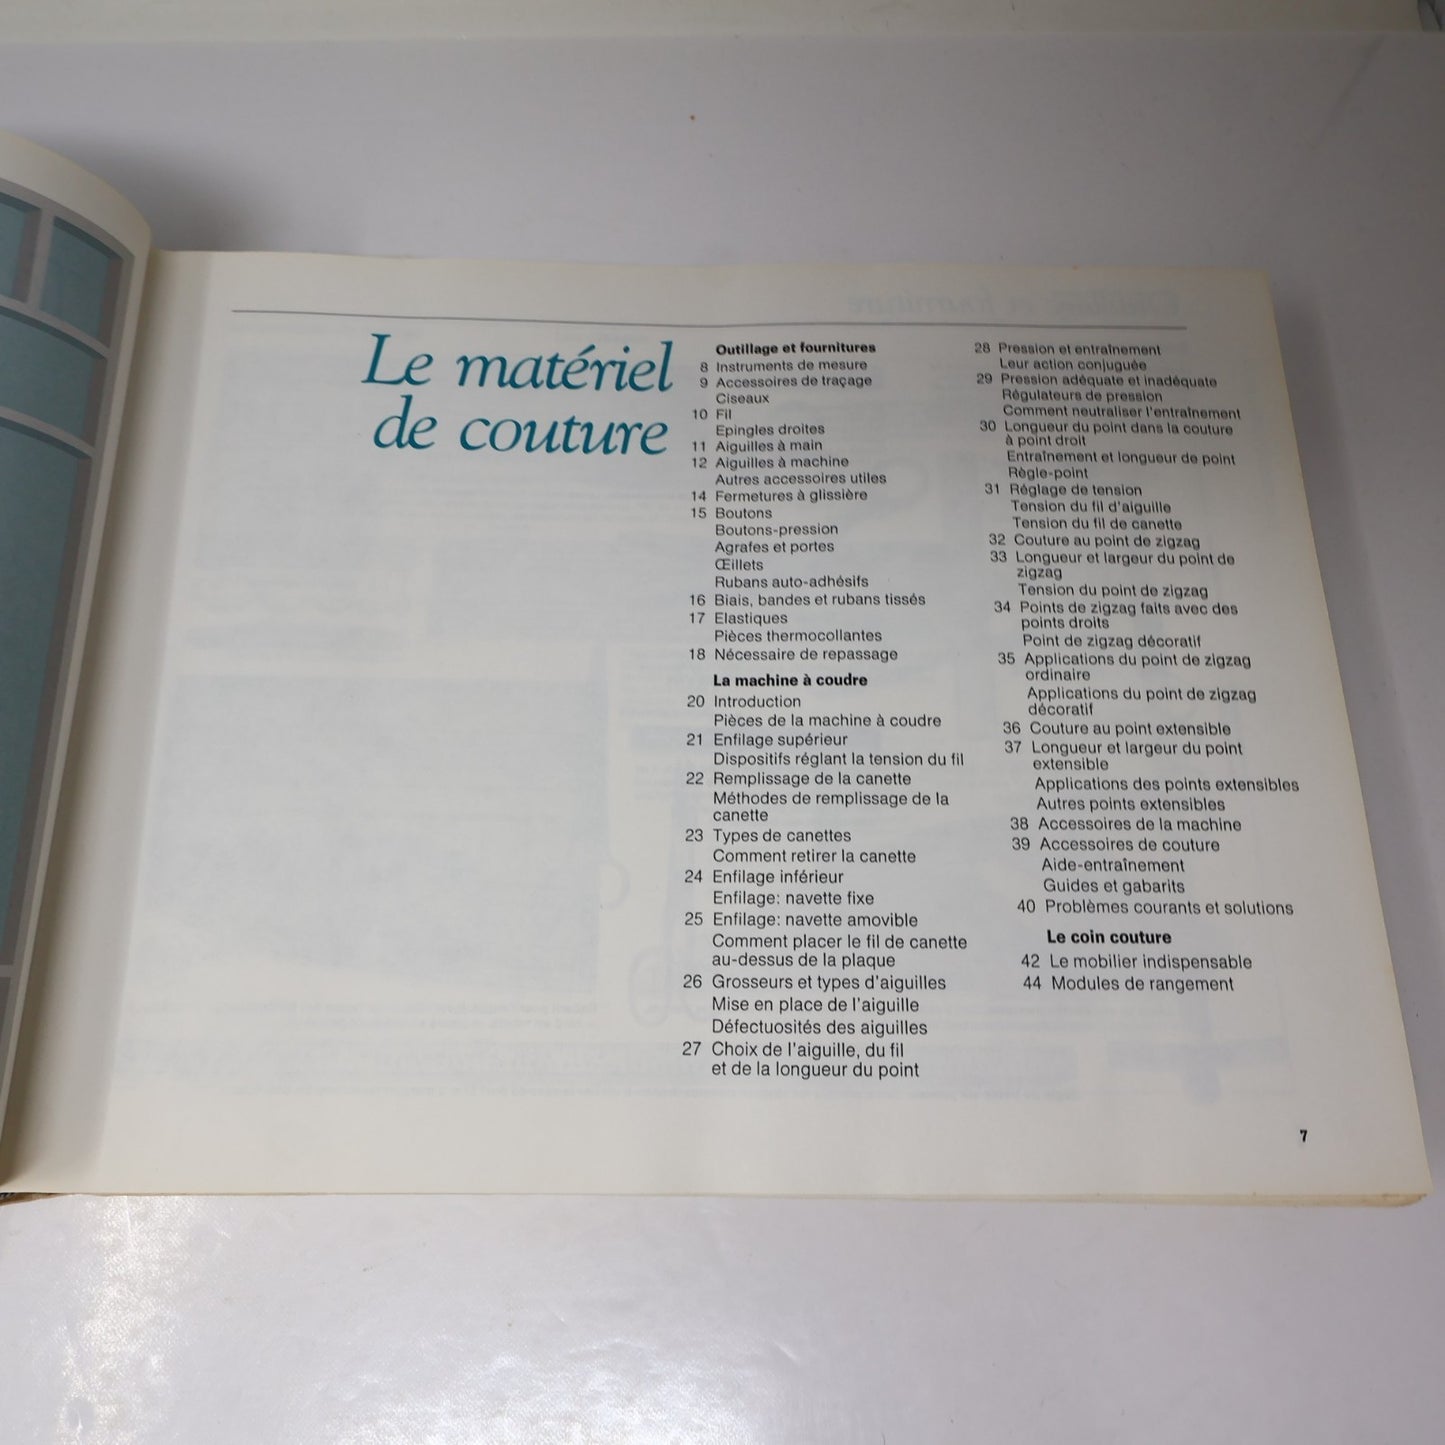 Le matériel
de couture
Outillage et fournitures
8 Instruments de mesure
9 Accessoires de traçage
Ciseaux
10 Fil
Epingles droites
11 Aiguilles à main
12 Aiguilles à machine
Autres accessoires utiles
14 Fermetures à glissière
15 Boutons
Boutons-pression
Agrafes et portes
Œillets
Rubans auto-adhésifs
16 Biais, bandes et rubans tissés
17 Elastiques
Pièces thermocollantes
18 Nécessaire de repassage
La machine à coudre
20 Introduction
Pièces de la machine à coudre
21 Enfilage supérieur
Dispositifs réglant la tension du fil
22 Remplissage de la canette
Méthodes de remplissage de la
canette
23 Types de canettes
Comment retirer la canette
24 Enfilage inférieur
Enfilage: navette fixe
25 Enfilage: navette amovible
Comment placer le fil de canette
au-dessus de la plaque
26 Grosseurs et types d'aiguilles
Mise en place de l'aiguille
Défectuosités des aiguilles
27 Choix de l'aiguille, du fil
et de la longueur du point
28 Pression et entraînement
Leur action conjuguée
29 Pression adéquate et inadéquate
Régulateurs de pression
Comment neutraliser l'entraînement
30 Longueur du point dans la couture
à point droit
Entraînement et longueur de point
Règle-point
31 Réglage de tension
Tension du fil d'aiguille
Tension du fil de canette
32 Couture au point de zigzag
33 Longueur et largeur du point de
zigzag
Tension du point de zigzag
34 Points de zigzag faits avec des
points droits
Point de zigzag décoratif
35 Applications du point de zigzag
ordinaire
Applications du point de zigzag
décoratif
36 Couture au point extensible
37 Longueur et largeur du point
extensible
Applications des points extensibles
Autres points extensibles
38 Accessoires de la machine
39 Accessoires de couture
Aide-entraînement
Guides et gabarits
40 Problèmes courants et solutions
Le coin couture
42 Le mobilier indispensable
44 Modules de rangement
7